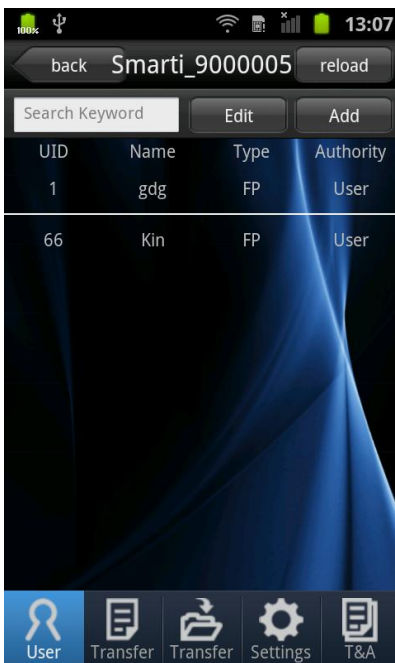 100% 13:07
back Smarti_9000005 reload
Search Keyword Edit Add
UID Name Type Authority
1 gdg FP User
66 Kin FP User
User Transfer Transfer Settings T&A